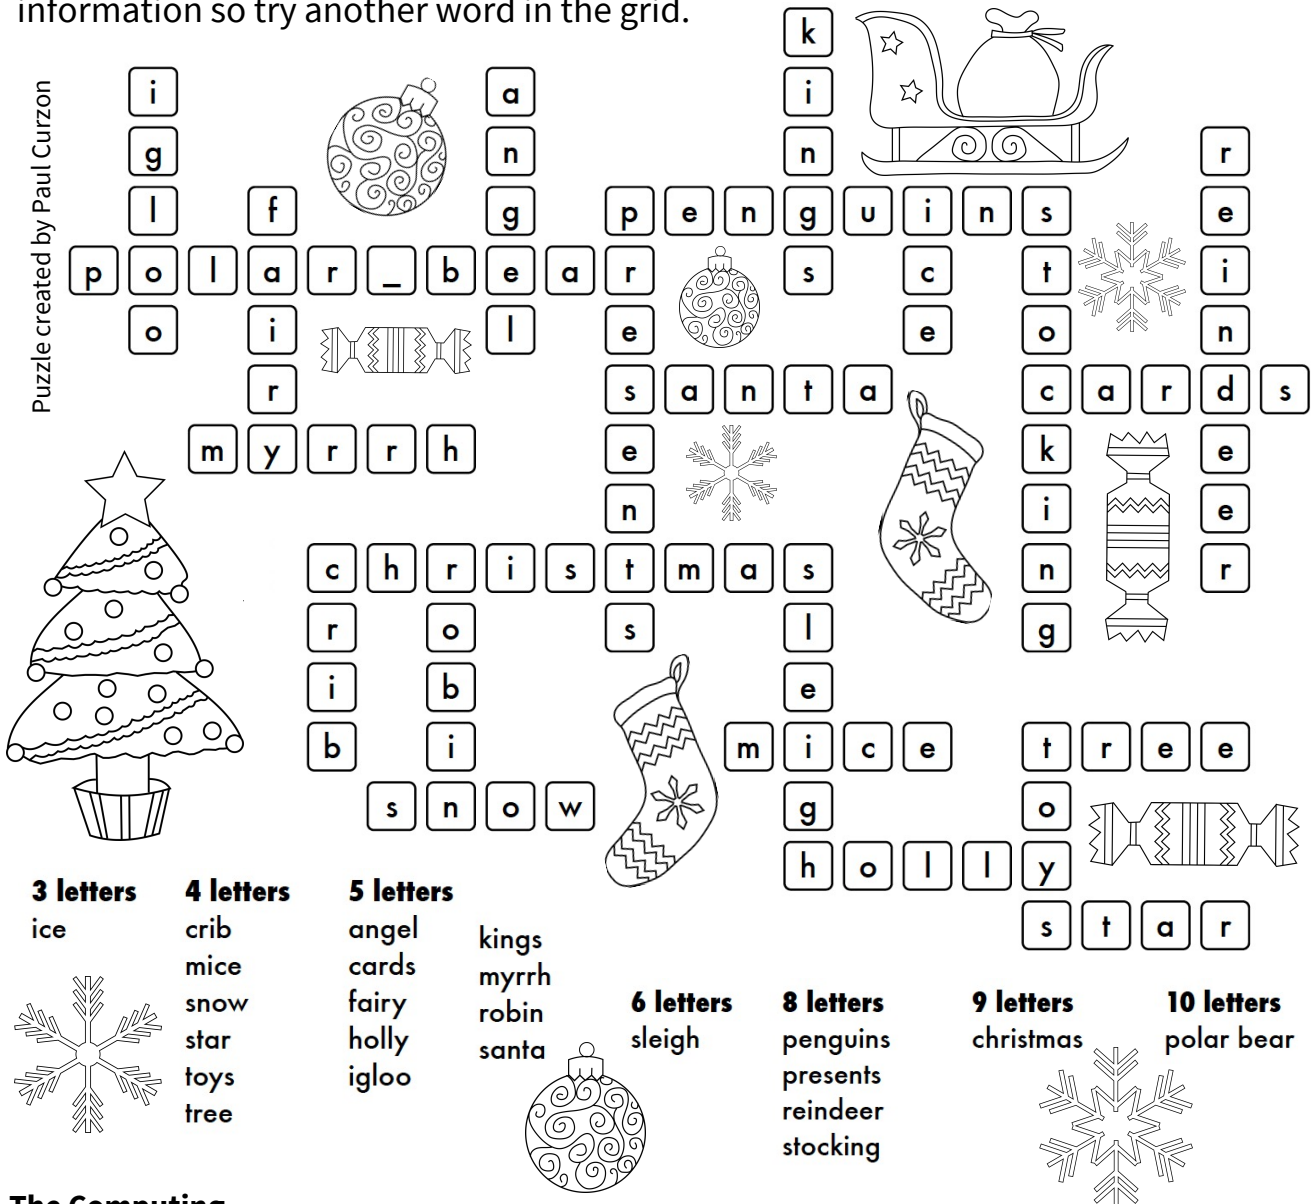 information so try another word in the grid.
Puzzle created by Paul Curzon
k
i a i
g n n r
l f g p e n g u i n s e
p o l a r _ b e a r s c t i
o i l e e o n
r s a n t a c a r d s
m y r r h e k e
n i e
c h r i s t m a s n r
r o s l g
i b e
b i m i c e t r e e
s n o w g o
h o l l y
s t a r
3 letters
ice
4 letters
crib
mice
snow
star
toys
tree
5 letters
angel
cards
fairy
holly
igloo
kings
myrrh
robin
santa
6 letters
sleigh
8 letters
penguins
presents
reindeer
stocking
9 letters
christmas
10 letters
polar bear
The Computing